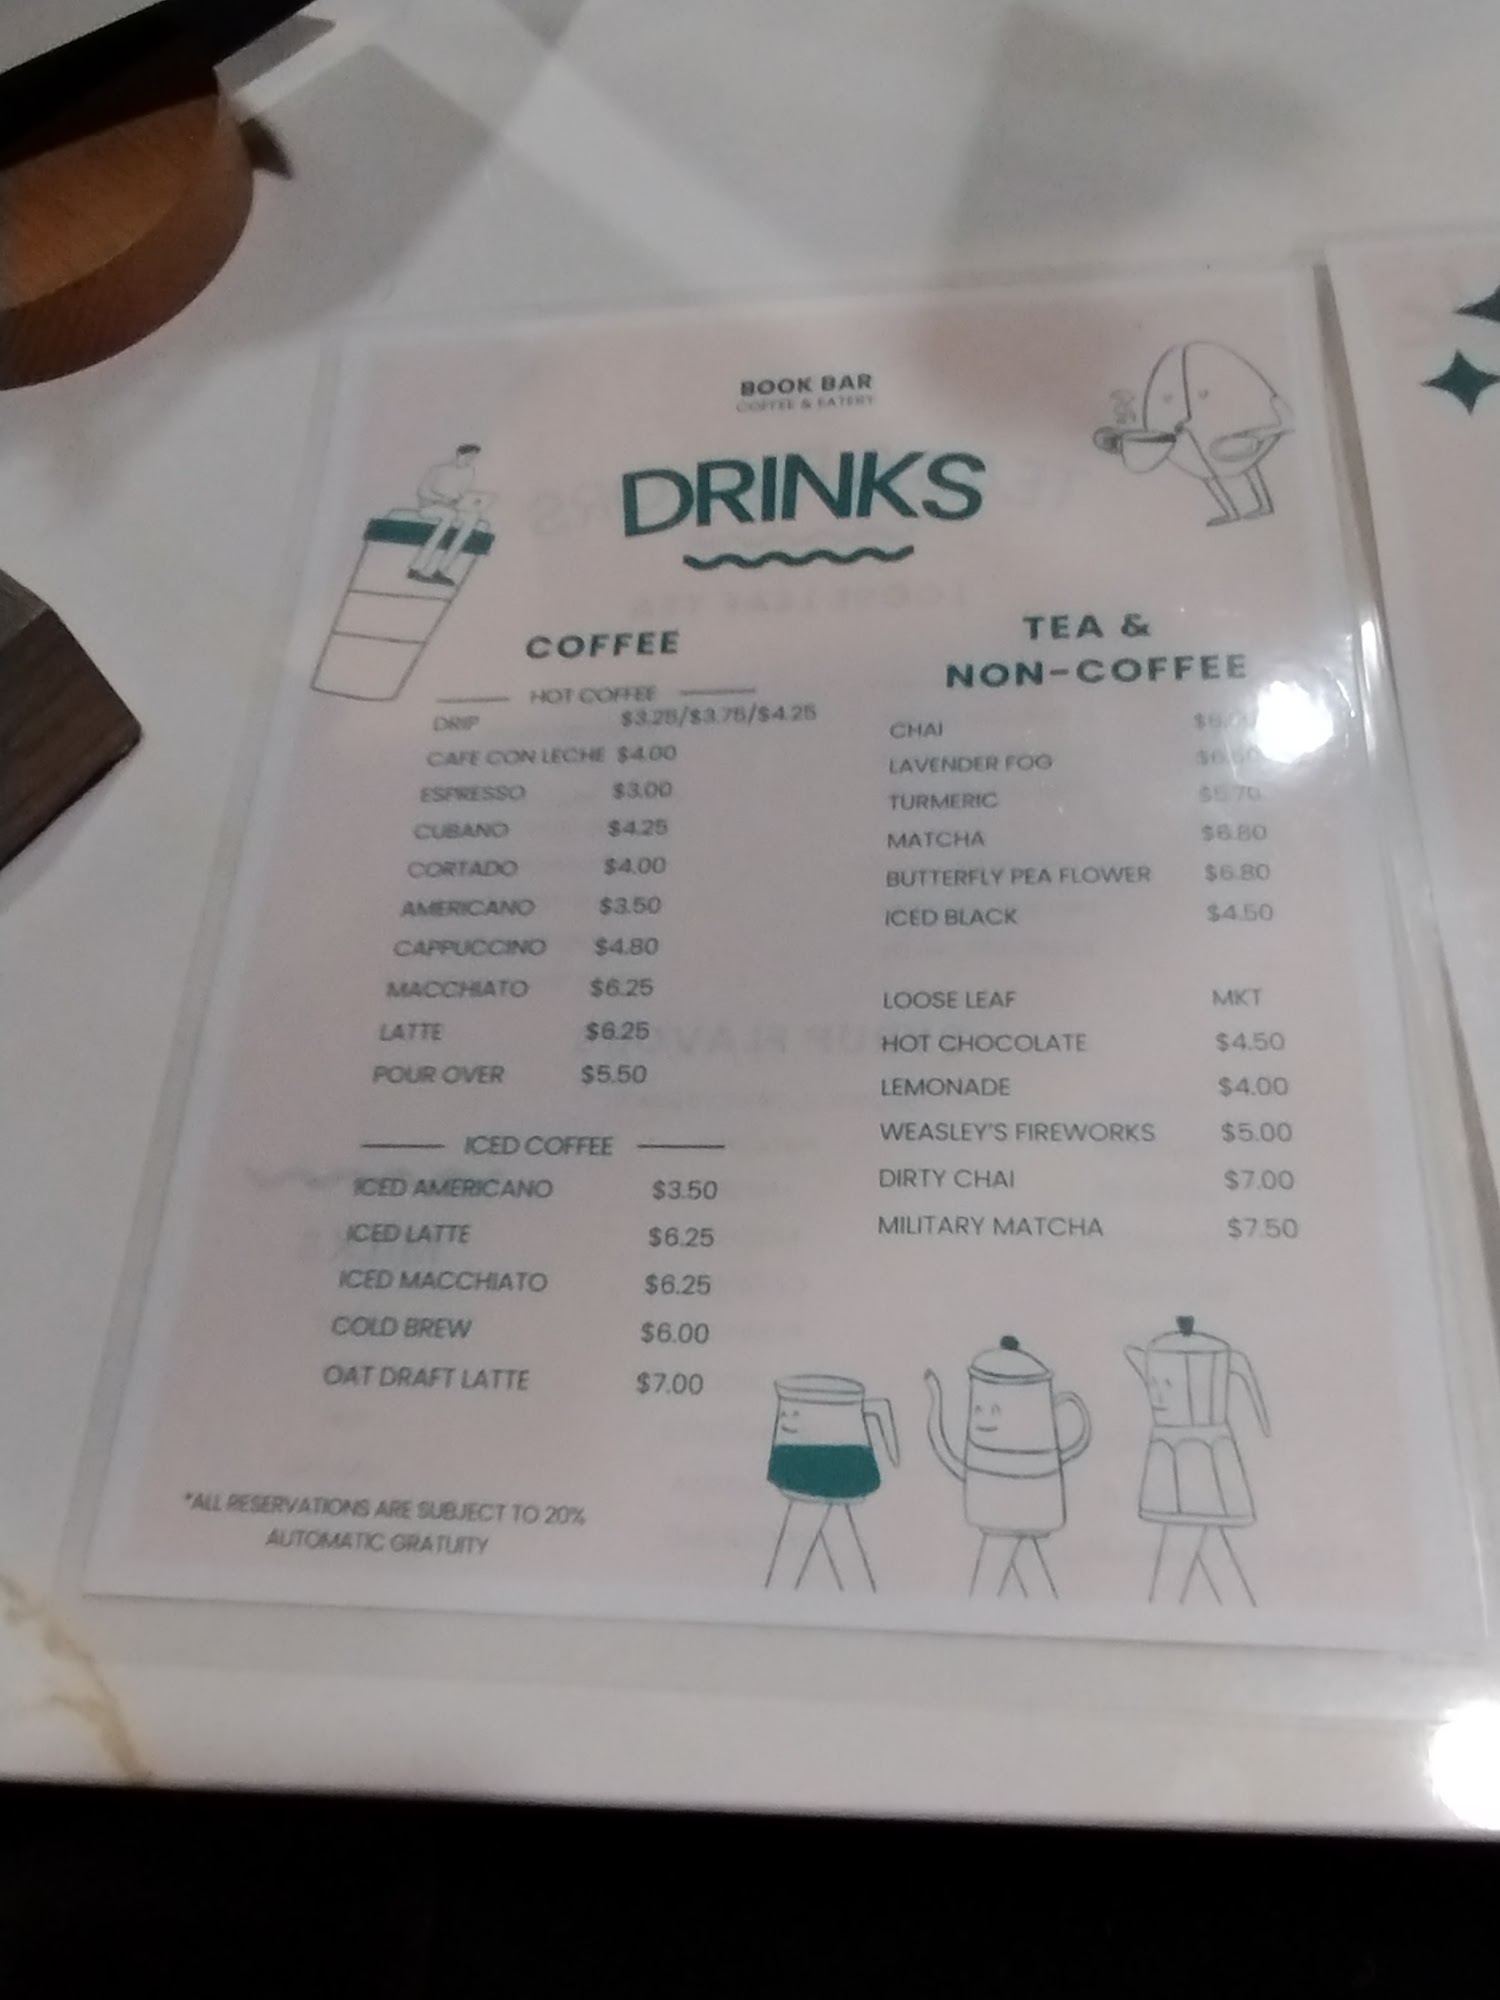 BOOK BAR
COFFEE & EATERY
DRINKS
COFFEE
HOT COFFEE
DRIP $3.25/$3.75/$4.25
CAFE CON LECHE $4.00
ESPRESSO $3.00
CUBANO $4.25
CORTADO $4.00
AMERICANO $3.50
CAPPUCCINO $4.80
MACCHIATO $6.25
LATTE $6.25
POUR OVER $5.50
ICED COFFEE
ICED AMERICANO $3.50
ICED LATTE $6.25
ICED MACCHIATO $6.25
COLD BREW $6.00
OAT DRAFT LATTE $7.00
*ALL RESERVATIONS ARE SUBJECT TO 20%
AUTOMATIC GRATUITY
TEA &
NON-COFFEE
CHAI
LAVENDER FOG
TURMERIC $5.70
MATCHA $6.80
BUTTERFLY PEA FLOWER $6.80
ICED BLACK $4.50
LOOSE LEAF MKT
HOT CHOCOLATE $4.50
LEMONADE $4.00
WEASLEY'S FIREWORKS $5.00
DIRTY CHAI $7.00
MILITARY MATCHA $7.50